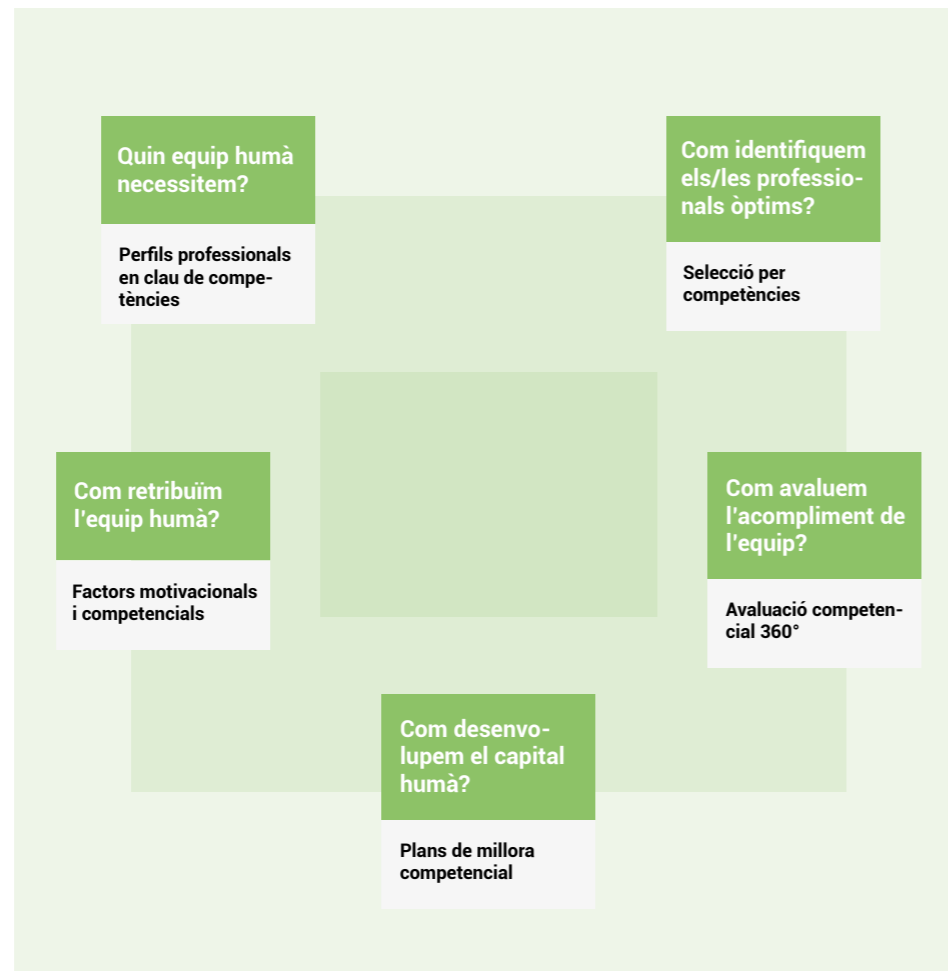 Quin equip humà
necessitem?
Perfils professionals
en clau de compe-
tències
Com identifiquem
els/les professio-
nals òptims?
Selecció per
competències
Com retribuïm
l'equip humà?
Factors motivacionals
i competencials
Com avaluem
l'acompliment de
l'equip?
Avaluació competen-
cial 360°
Com desenvo-
lupem el capital
humà?
Plans de millora
competencial